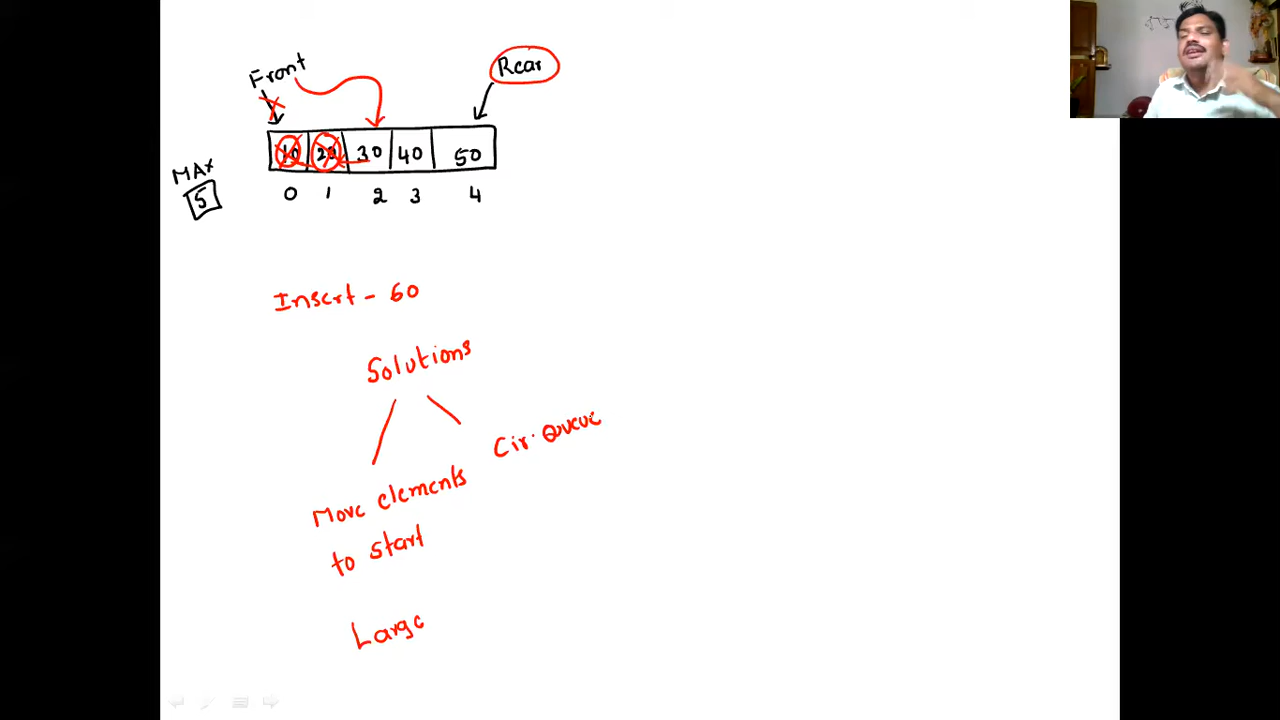 Front
Rear
10 20 30 40 50
MAX
5
0 1 2 3 4
Insert - 60
Solutions
Cir. Queue
Move elements
to start
Large